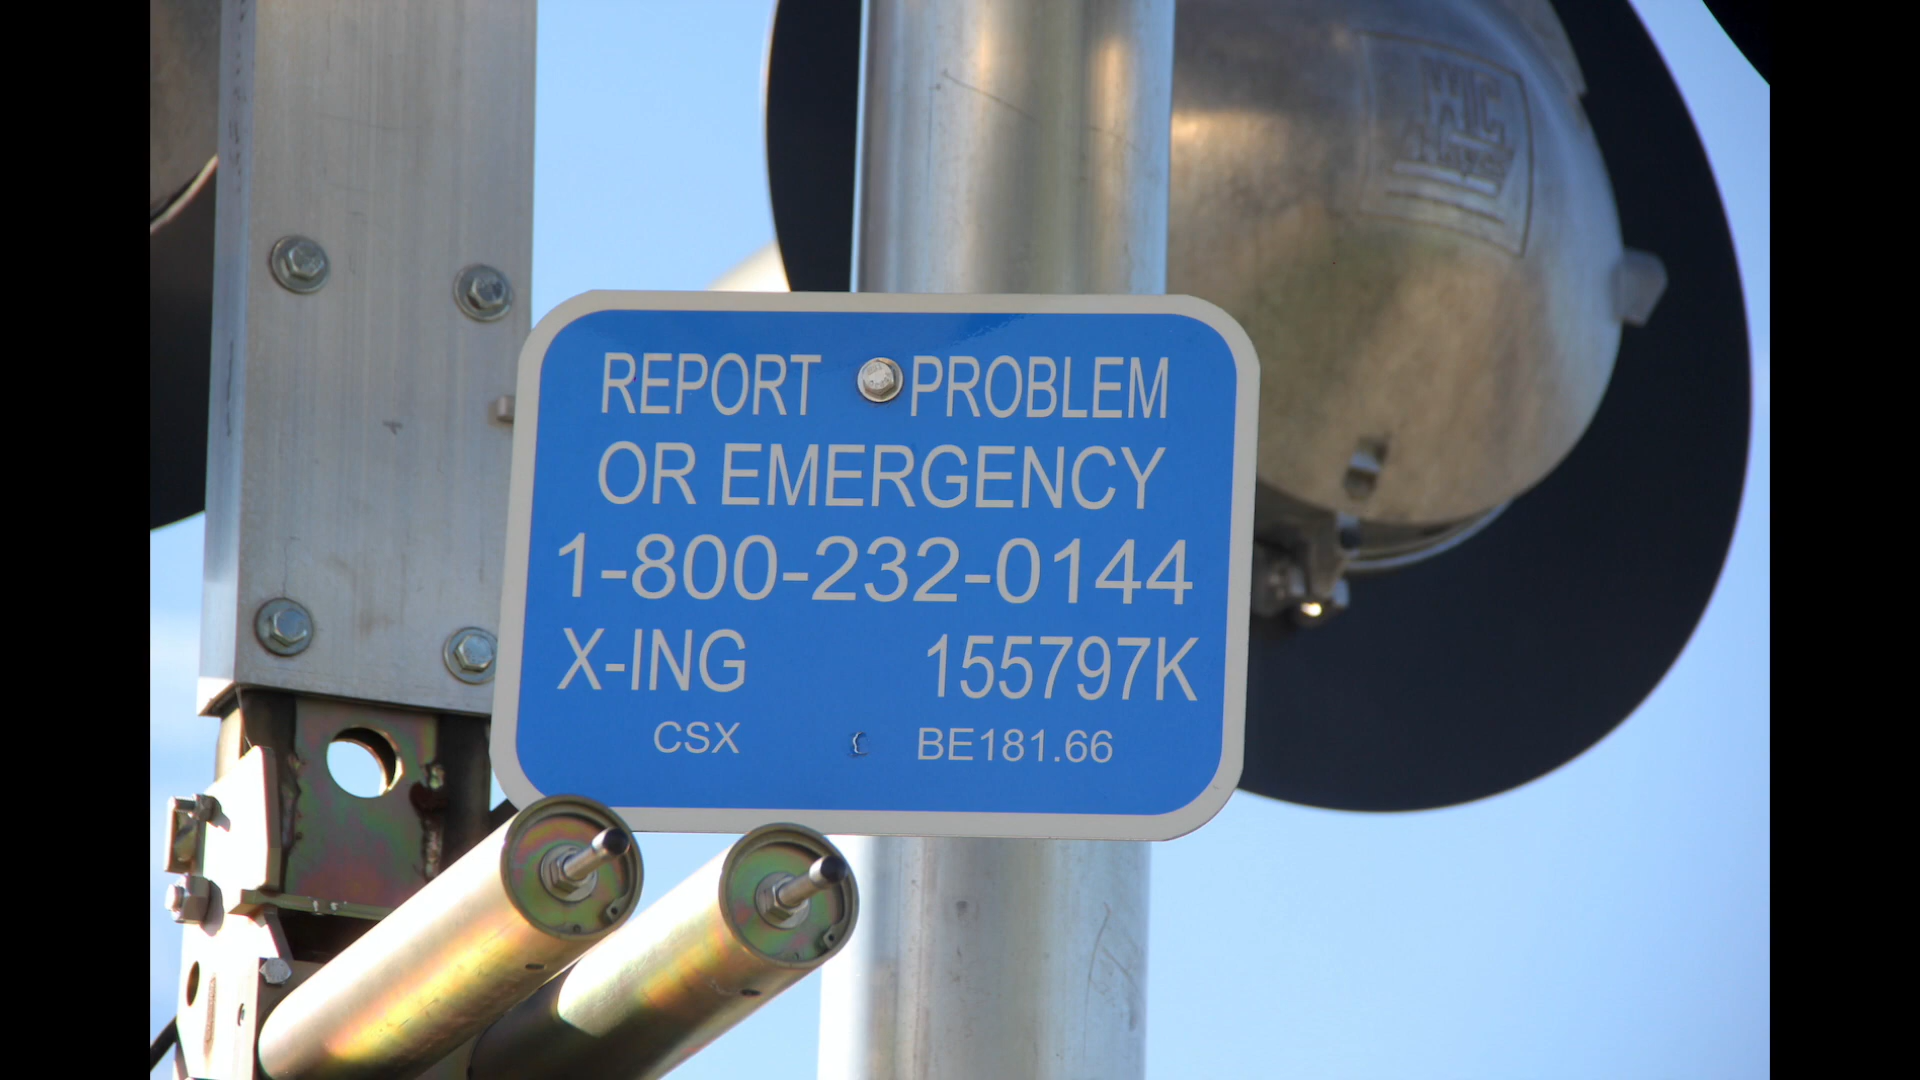 REPORT PROBLEM
OR EMERGENCY
1-800-232-0144
X-ING 155797K
CSX BE181.66